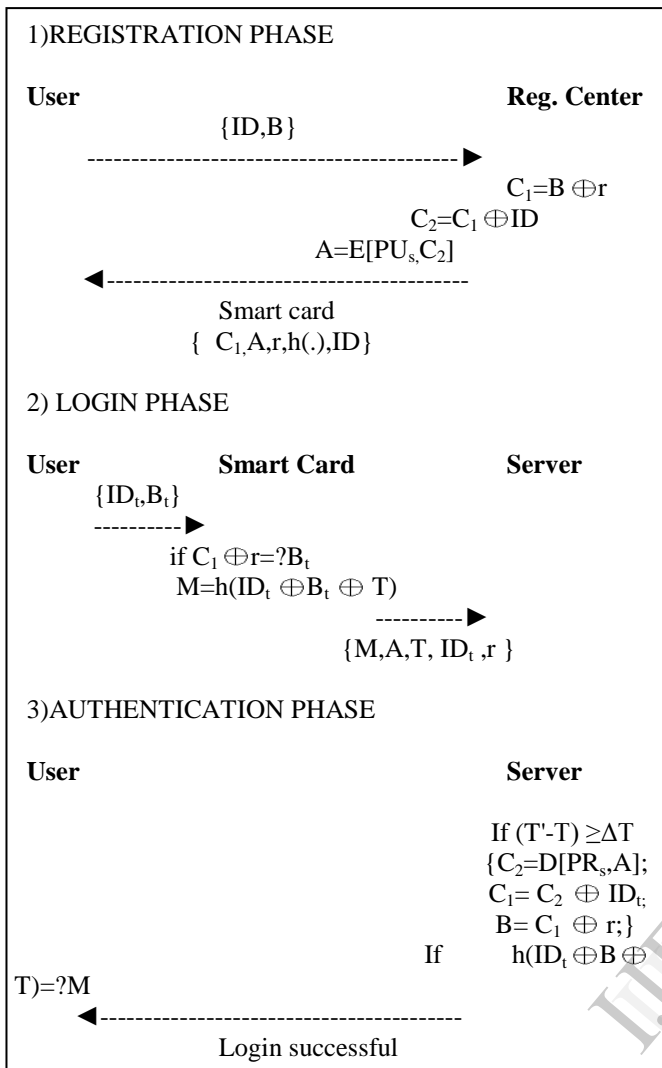 1)REGISTRATION PHASE
User Reg. Center
{ID,B}
-----------------------------------------►
C₁=B ⊕r
C₂=C₁ ⊕ID
A=E[PUₛ,C₂]
◄-----------------------------------------
Smart card
{ C₁,A,r,h(.),ID}
2) LOGIN PHASE
User Smart Card Server
{IDₜ,Bₜ}
----------►
if C₁ ⊕r=?Bₜ
M=h(IDₜ ⊕Bₜ ⊕ T)
----------►
{M,A,T, IDₜ ,r }
3)AUTHENTICATION PHASE
User Server
If (T'-T) ≥ΔT
{C₂=D[PRₛ,A];
C₁= C₂ ⊕ IDₜ;
B= C₁ ⊕ r;}
If h(IDₜ ⊕B ⊕
T)=?M
◄----------------------------------------
Login successful